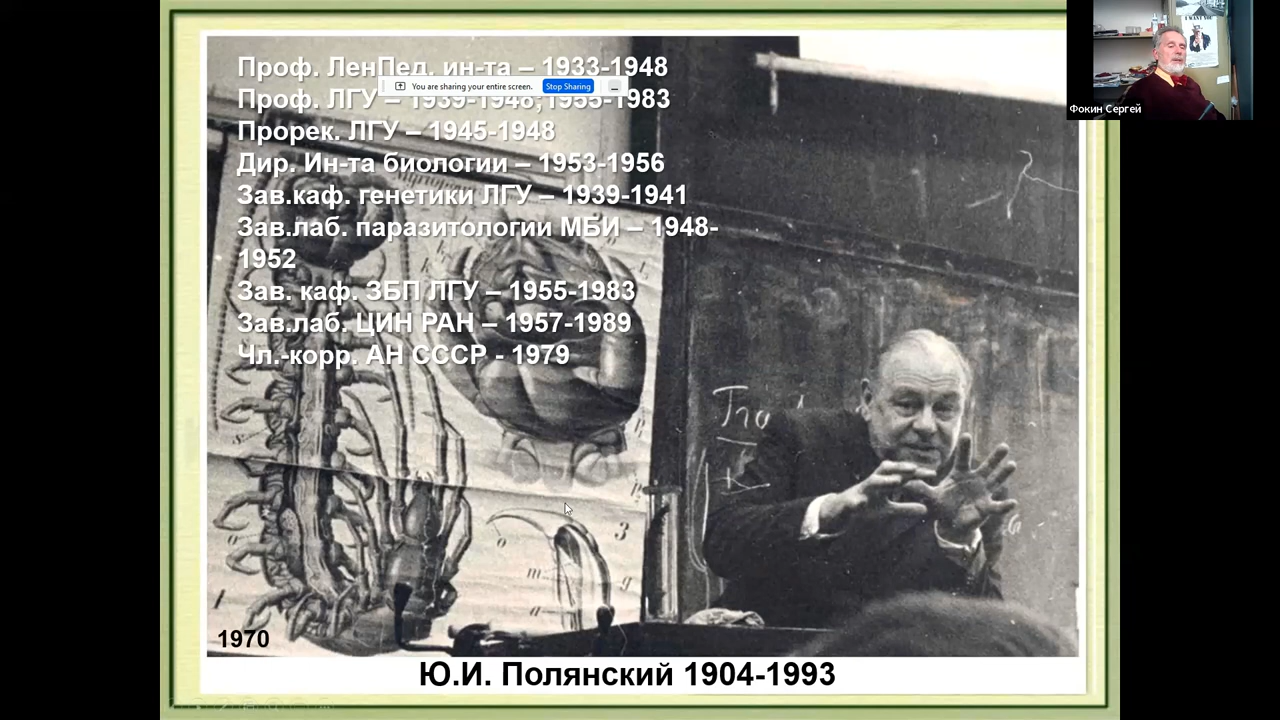 Проф. ЛенПед. ин-та – 1933-1948
You are sharing your entire screen. Stop Sharing
Проф. ЛГУ – 1939-1948;1955-1983
Прорек. ЛГУ – 1945-1948
Дир. Ин-та биологии – 1953-1956
Зав.каф. генетики ЛГУ – 1939-1941
Зав.лаб. паразитологии МБИ – 1948-
1952
Зав. каф. ЗБП ЛГУ – 1955-1983
Зав.лаб. ЦИН РАН – 1957-1989
Чл.-корр. АН СССР - 1979
Фокин Сергей
3
1970
Ю.И. Полянский 1904-1993